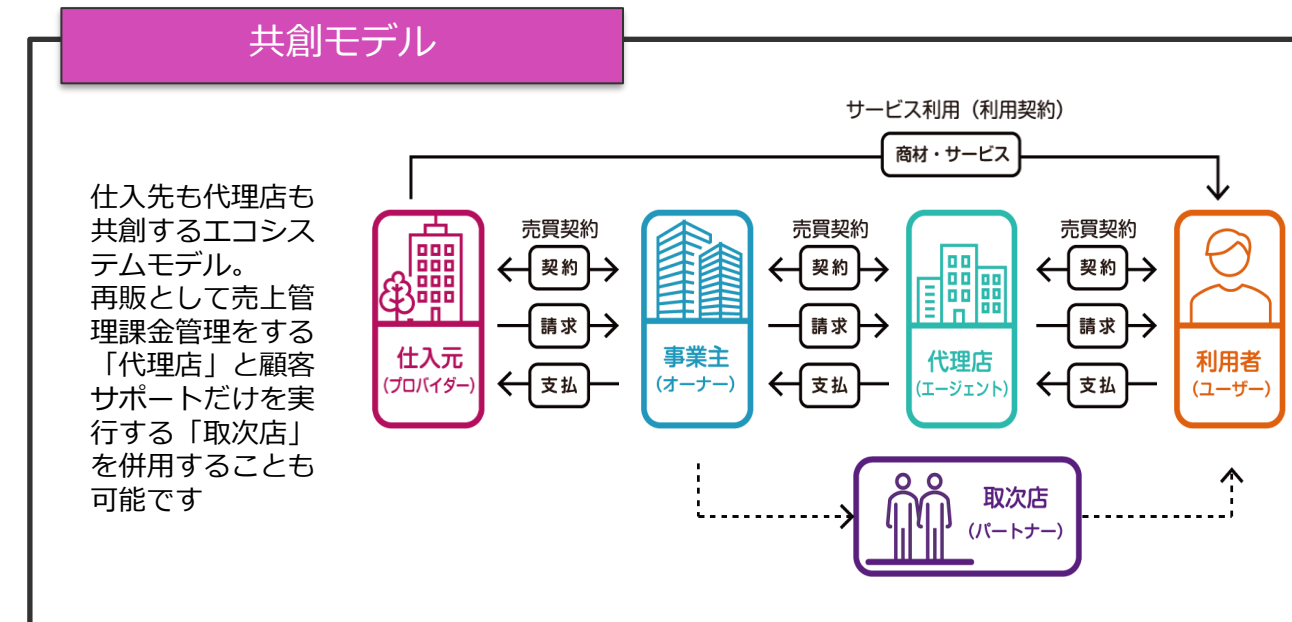 共創モデル
仕入先も代理店も
共創するエコシス
テムモデル。
再販として売上管
理課金管理をする
「代理店」と顧客
サポートだけを実
行する「取次店」
を併用することも
可能です
サービス利用（利用契約）
商材・サービス
仕入元
（プロバイダー）
売買契約
契約
請求
支払
事業主
（オーナー）
売買契約
契約
請求
支払
代理店
（エージェント）
売買契約
契約
請求
支払
利用者
（ユーザー）
取次店
（パートナー）